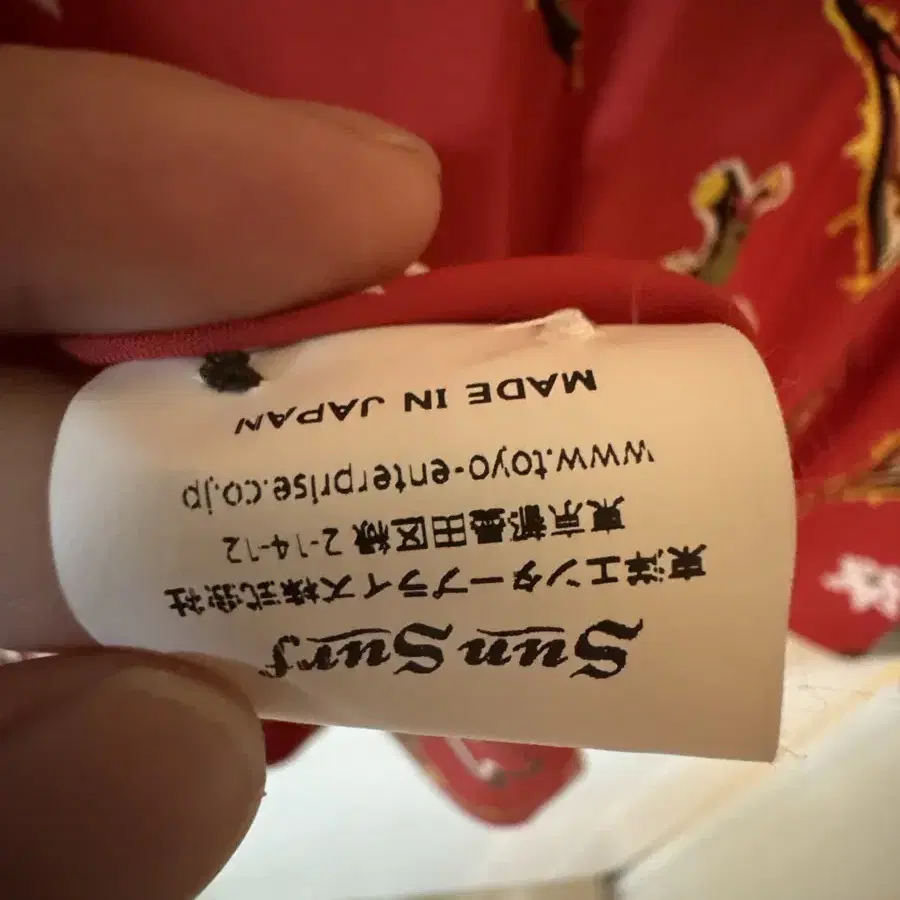 Sun Surf
東洋エンタープライズ株式会社
東京都墨田区緑 2-14-12
www.toyo-enterprise.co.jp
MADE IN JAPAN